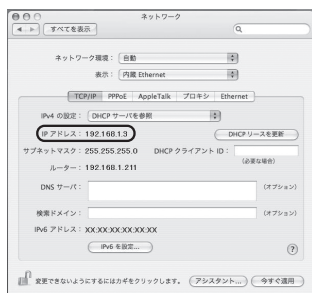 ネットワーク
すべてを表示
ネットワーク環境： 自動
表示： 内蔵 Ethernet
TCP/IP PPPoE AppleTalk プロキシ Ethernet
IPv4 の設定： DHCP サーバを参照
IP アドレス： 192.168.1.3 DHCP リースを更新
サブネットマスク： 255.255.255.0 DHCP クライアント ID：
（必要な場合）
ルーター： 192.168.1.211
DNS サーバ： （オプション）
検索ドメイン： （オプション）
IPv6 アドレス： XX:XX:XX:XX:XX:XX
IPv6 を設定... ?
変更できないようにするにはカギをクリックします。 アシスタント... 今すぐ適用